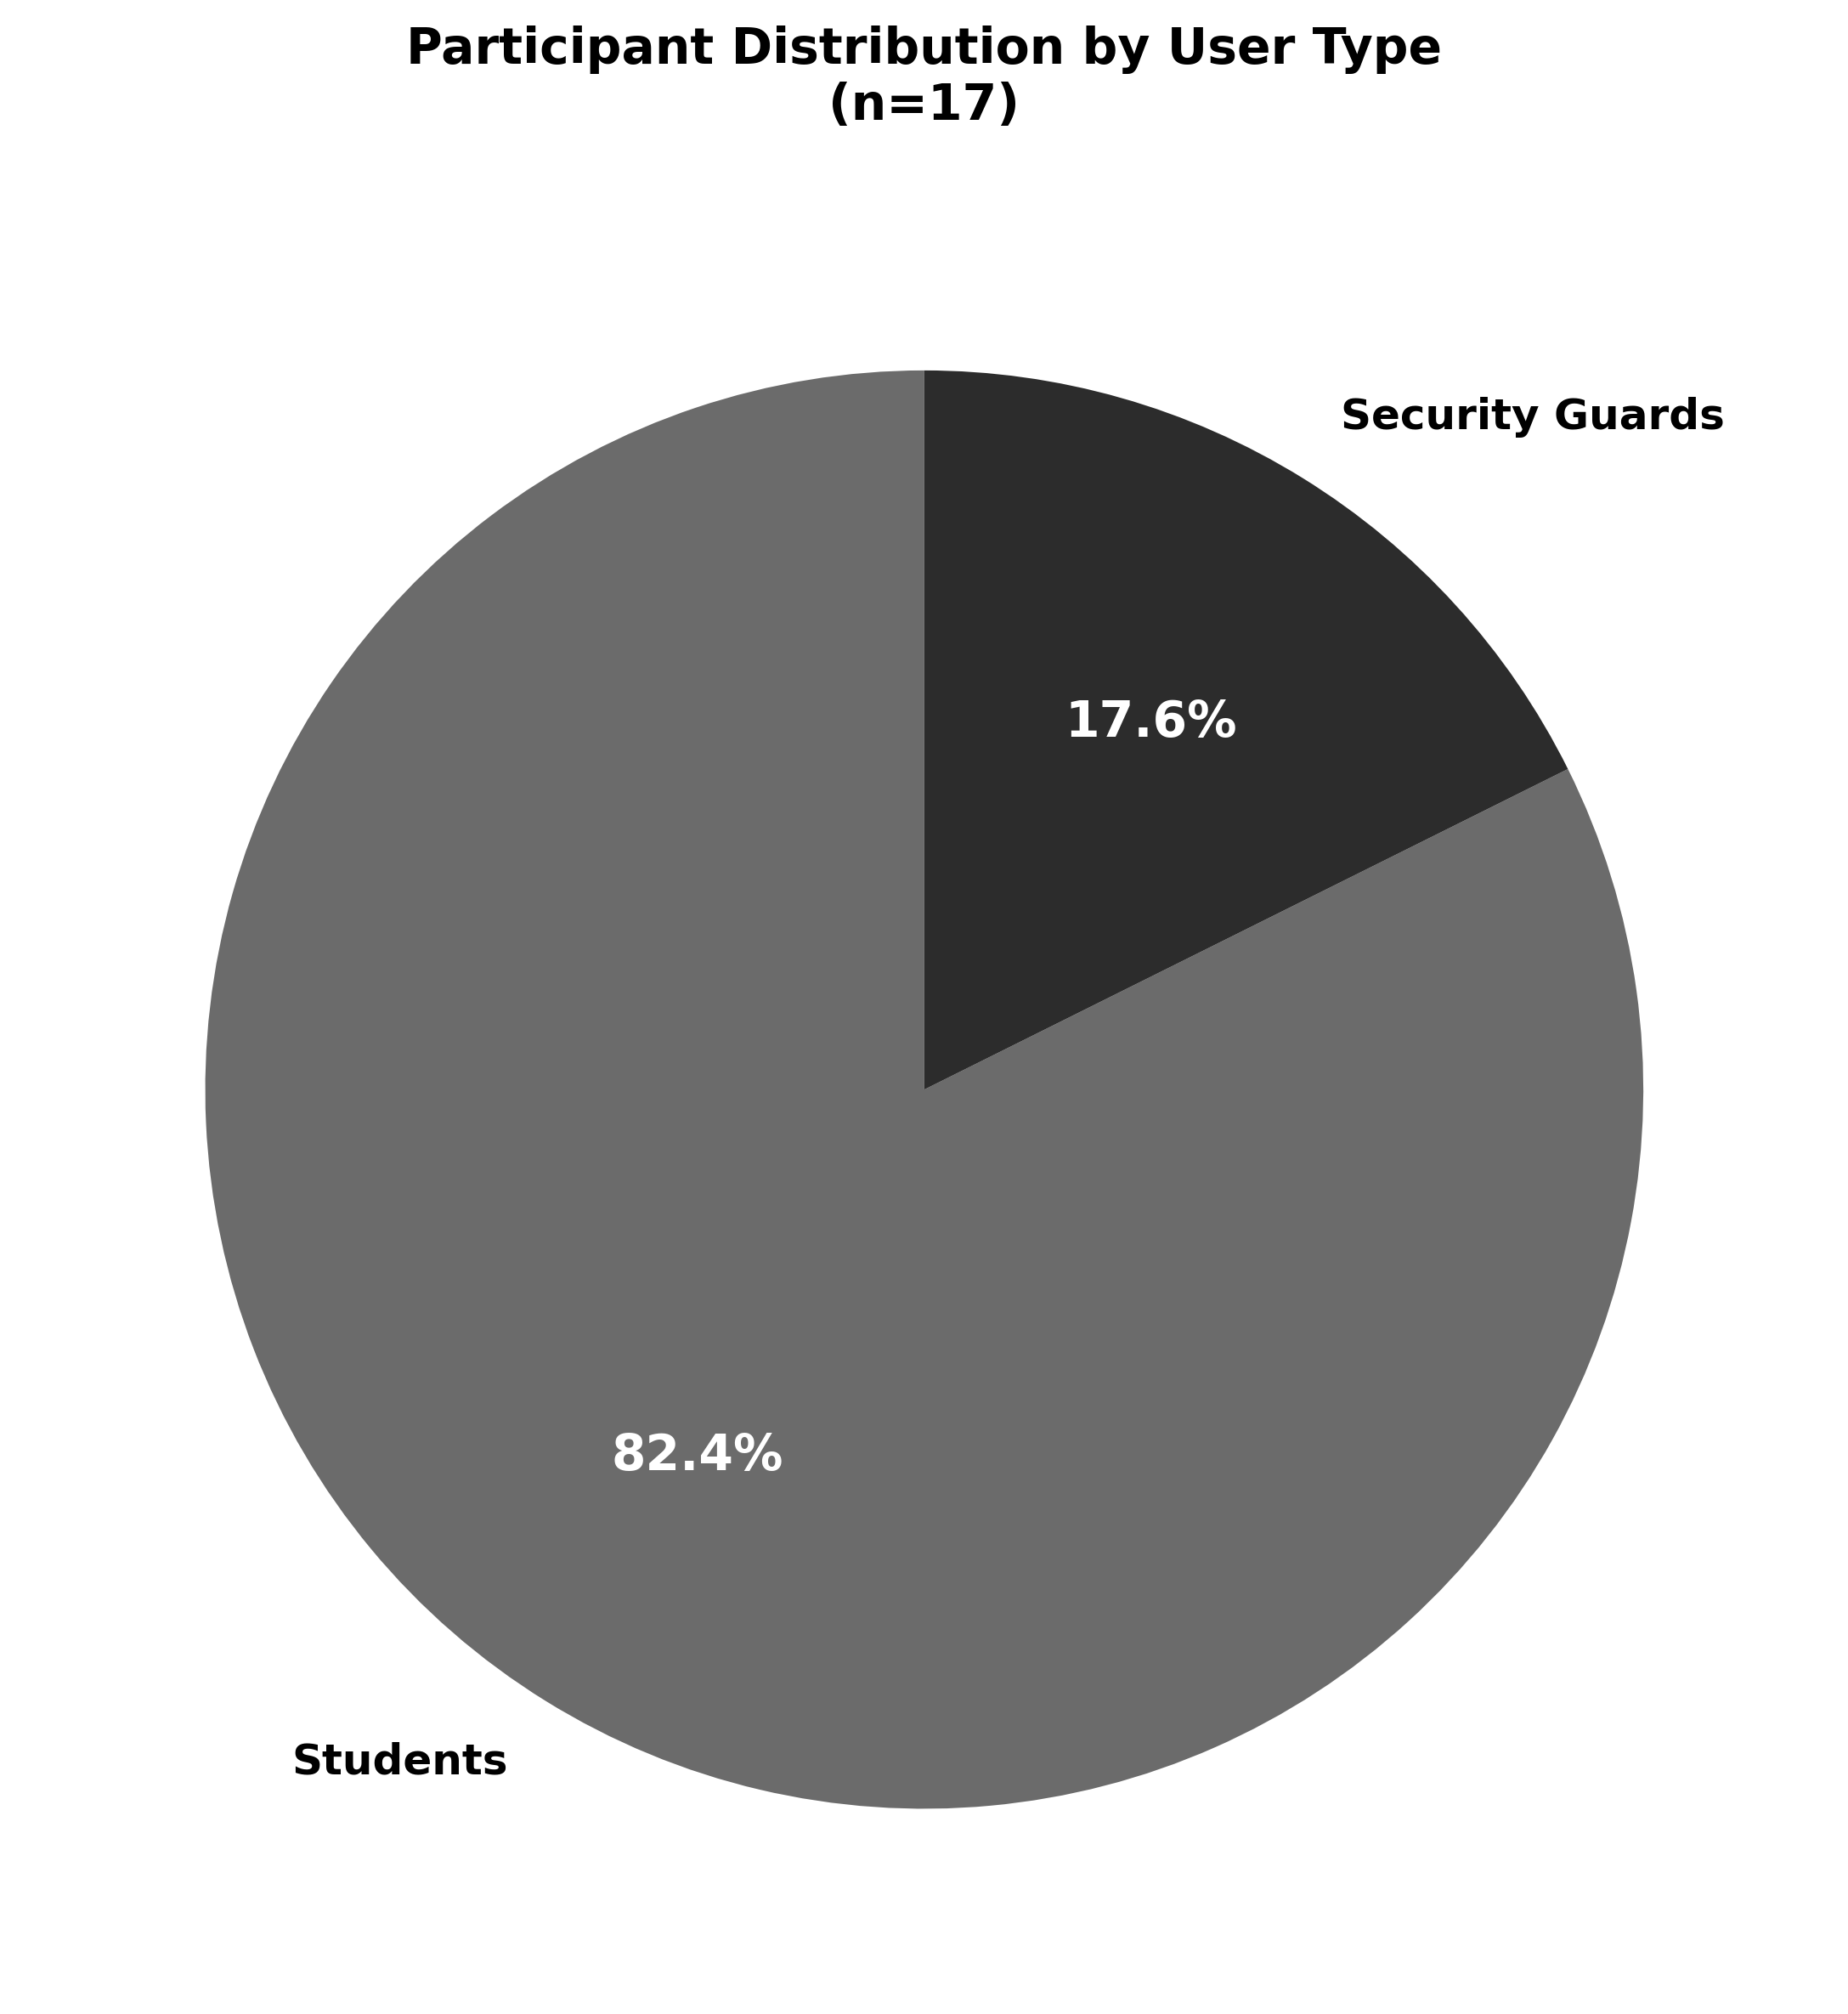 Participant Distribution by User Type
(n=17)
Security Guards
17.6%
82.4%
Students